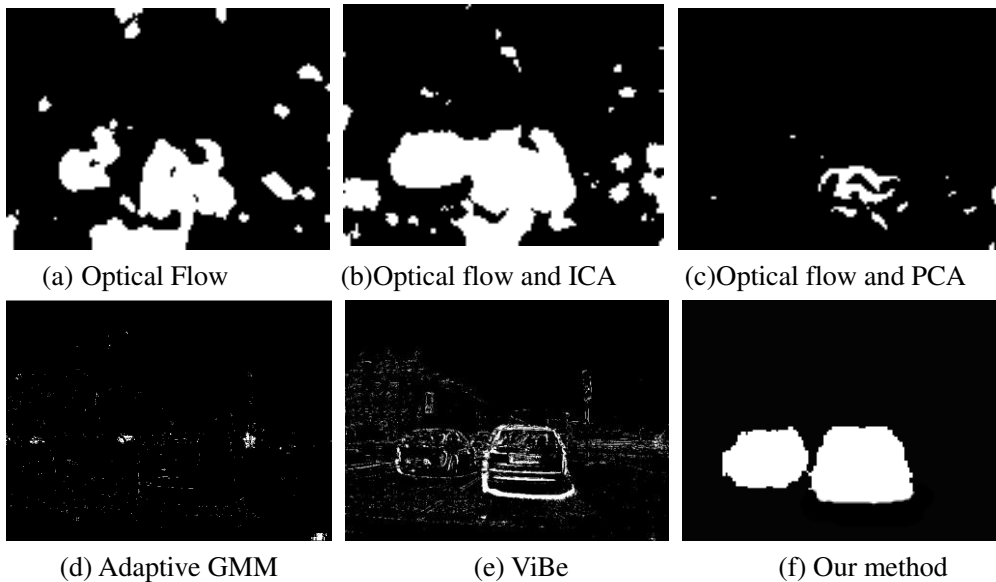 (a) Optical Flow
(b)Optical flow and ICA
(c)Optical flow and PCA
(d) Adaptive GMM
(e) ViBe
(f) Our method